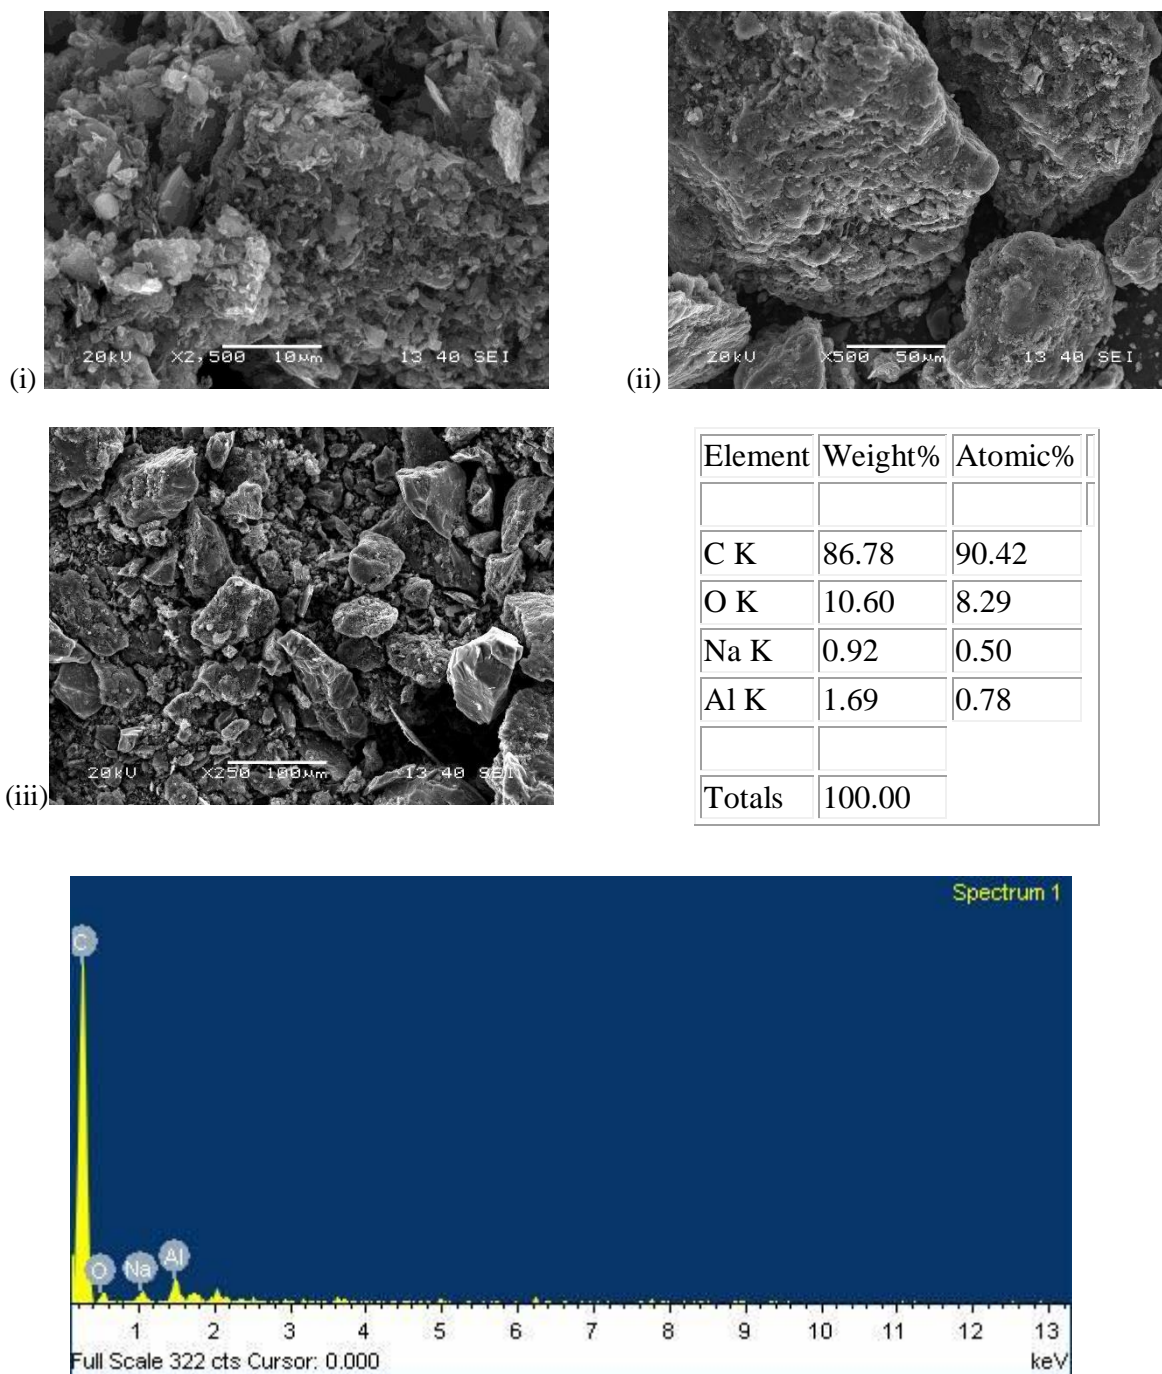 20kV X2,500 10µm 13 40 SEI
(i)
20kV X500 50µm 13 40 SEI
(ii)
20kV X250 100µm 13 40 SEI
(iii)
Element Weight% Atomic%
C K 86.78 90.42
O K 10.60 8.29
Na K 0.92 0.50
Al K 1.69 0.78
Totals 100.00
Spectrum 1
C
O Na Al
1 2 3 4 5 6 7 8 9 10 11 12 13
Full Scale 322 cts Cursor: 0.000 keV